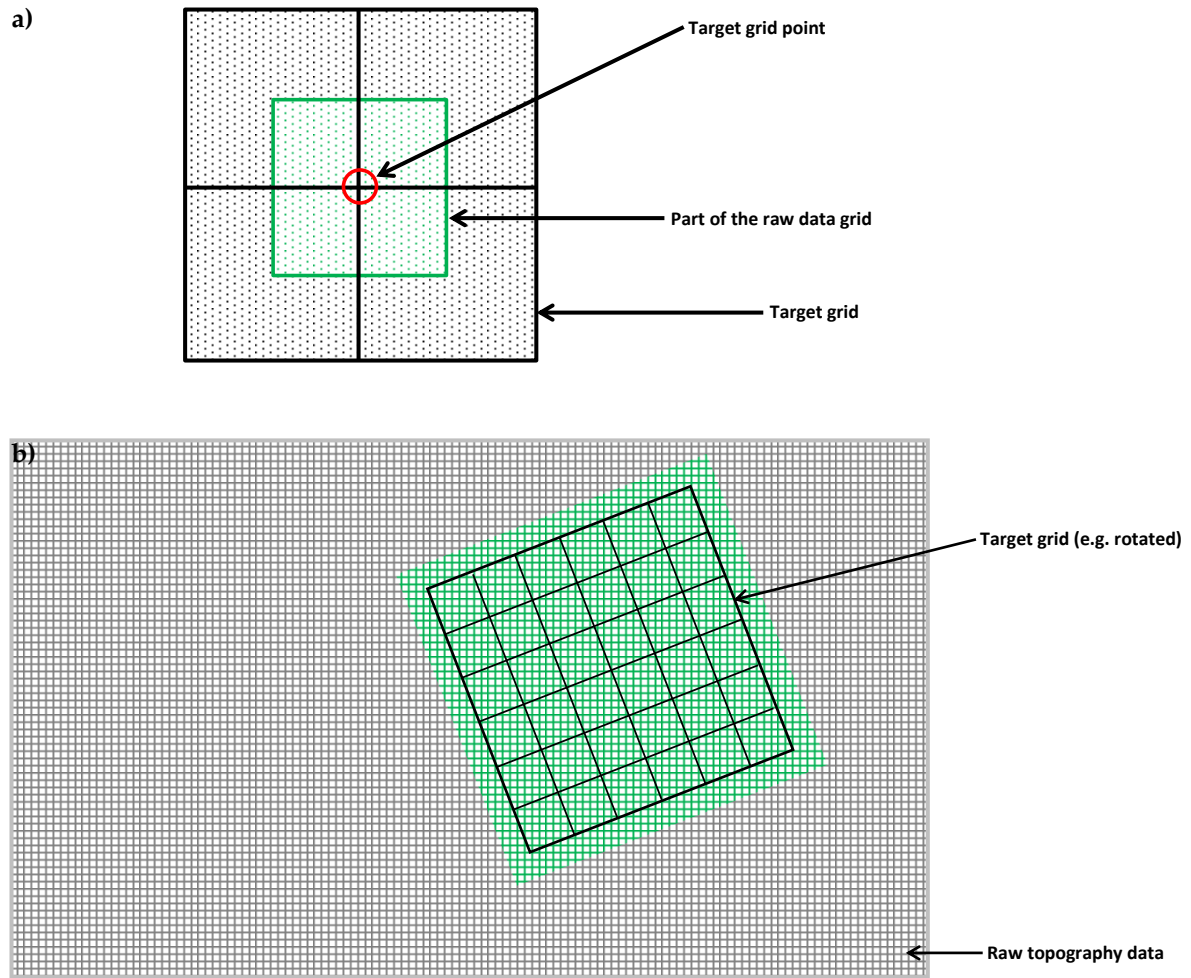 a)
Target grid point
Part of the raw data grid
Target grid
b)
Target grid (e.g. rotated)
Raw topography data